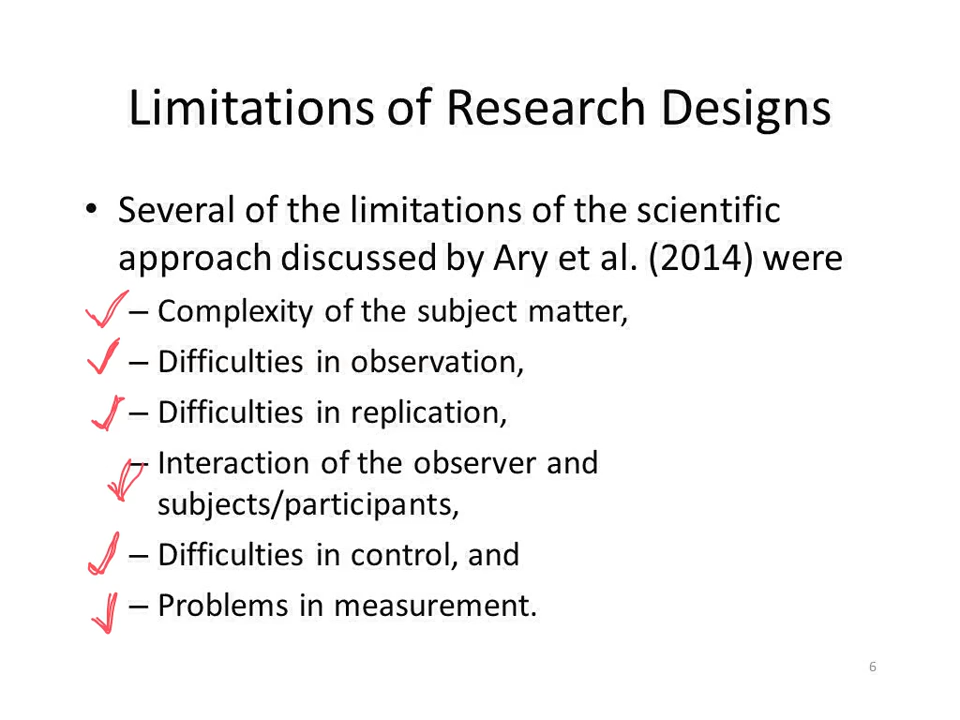 Limitations of Research Designs
• Several of the limitations of the scientific
approach discussed by Ary et al. (2014) were
– Complexity of the subject matter,
– Difficulties in observation,
– Difficulties in replication,
– Interaction of the observer and
subjects/participants,
– Difficulties in control, and
– Problems in measurement.
6